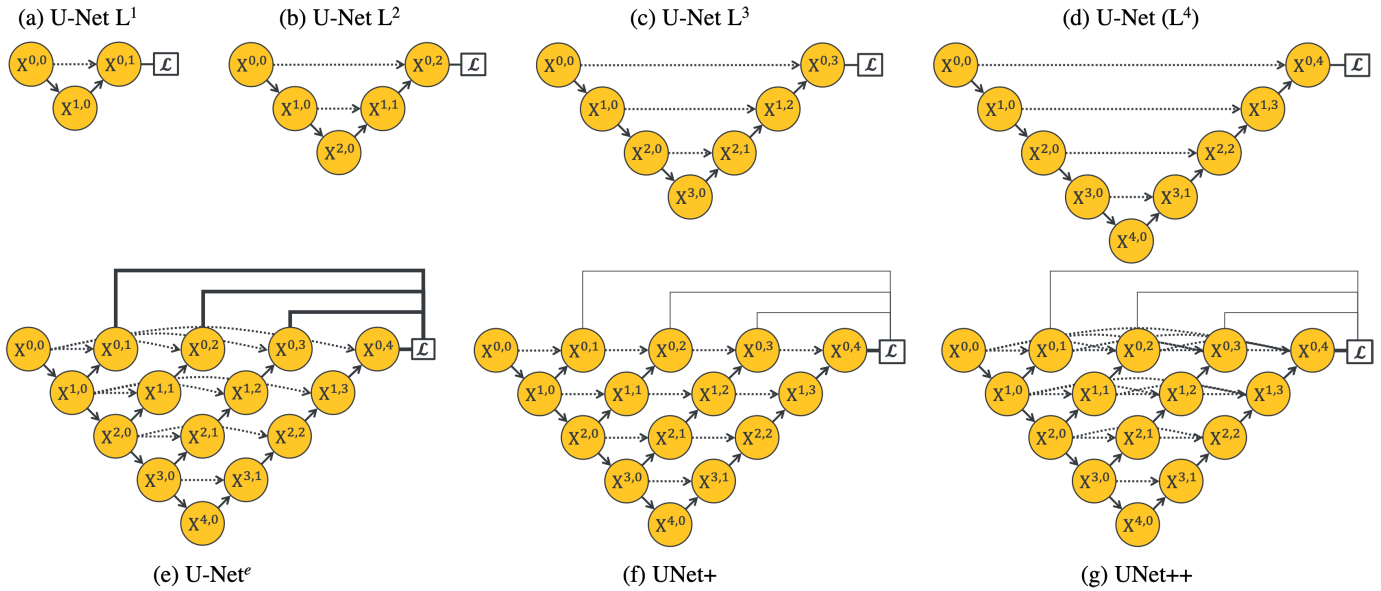 (a) U-Net L¹ (b) U-Net L² (c) U-Net L³ (d) U-Net (L⁴)
X⁰,⁰ X⁰,¹ ℒ X⁰,⁰ X⁰,² ℒ X⁰,⁰ X⁰,³ ℒ X⁰,⁰ X⁰,⁴ ℒ
X¹,⁰ X¹,⁰ X¹,¹ X¹,⁰ X¹,² X¹,⁰ X¹,³
X²,⁰ X²,⁰ X²,¹ X²,⁰ X²,²
X³,⁰ X³,⁰ X³,¹
X⁴,⁰
X⁰,⁰ X⁰,¹ X⁰,² X⁰,³ X⁰,⁴ ℒ X⁰,⁰ X⁰,¹ X⁰,² X⁰,³ X⁰,⁴ ℒ X⁰,⁰ X⁰,¹ X⁰,² X⁰,³ X⁰,⁴ ℒ
X¹,⁰ X¹,¹ X¹,² X¹,³ X¹,⁰ X¹,¹ X¹,² X¹,³ X¹,⁰ X¹,¹ X¹,² X¹,³
X²,⁰ X²,¹ X²,² X²,⁰ X²,¹ X²,² X²,⁰ X²,¹ X²,²
X³,⁰ X³,¹ X³,⁰ X³,¹ X³,⁰ X³,¹
X⁴,⁰ X⁴,⁰ X⁴,⁰
(e) U-Netᵉ (f) UNet+ (g) UNet++